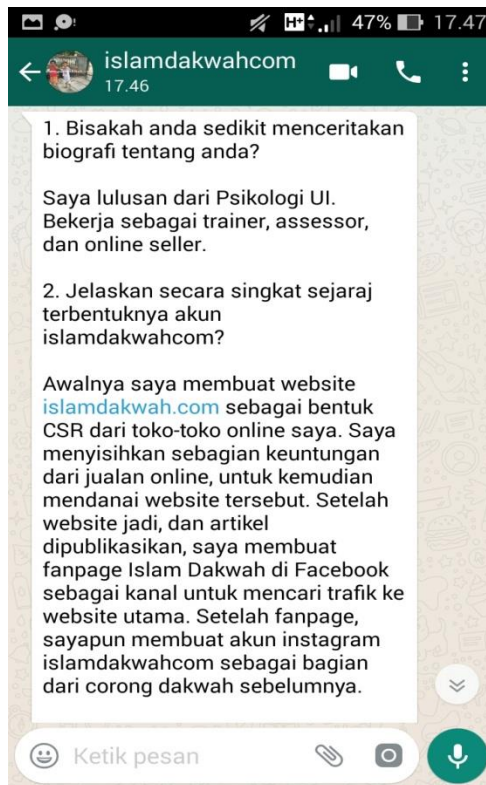 H+ 47% 17.47
islamdakwahcom
17.46
1. Bisakah anda sedikit menceritakan
biografi tentang anda?
Saya lulusan dari Psikologi UI.
Bekerja sebagai trainer, assessor,
dan online seller.
2. Jelaskan secara singkat sejaraj
terbentuknya akun
islamdakwahcom?
Awalnya saya membuat website
islamdakwah.com sebagai bentuk
CSR dari toko-toko online saya. Saya
menyisihkan sebagian keuntungan
dari jualan online, untuk kemudian
mendanai website tersebut. Setelah
website jadi, dan artikel
dipublikasikan, saya membuat
fanpage Islam Dakwah di Facebook
sebagai kanal untuk mencari trafik ke
website utama. Setelah fanpage,
sayapun membuat akun instagram
islamdakwahcom sebagai bagian
dari corong dakwah sebelumnya.
Ketik pesan